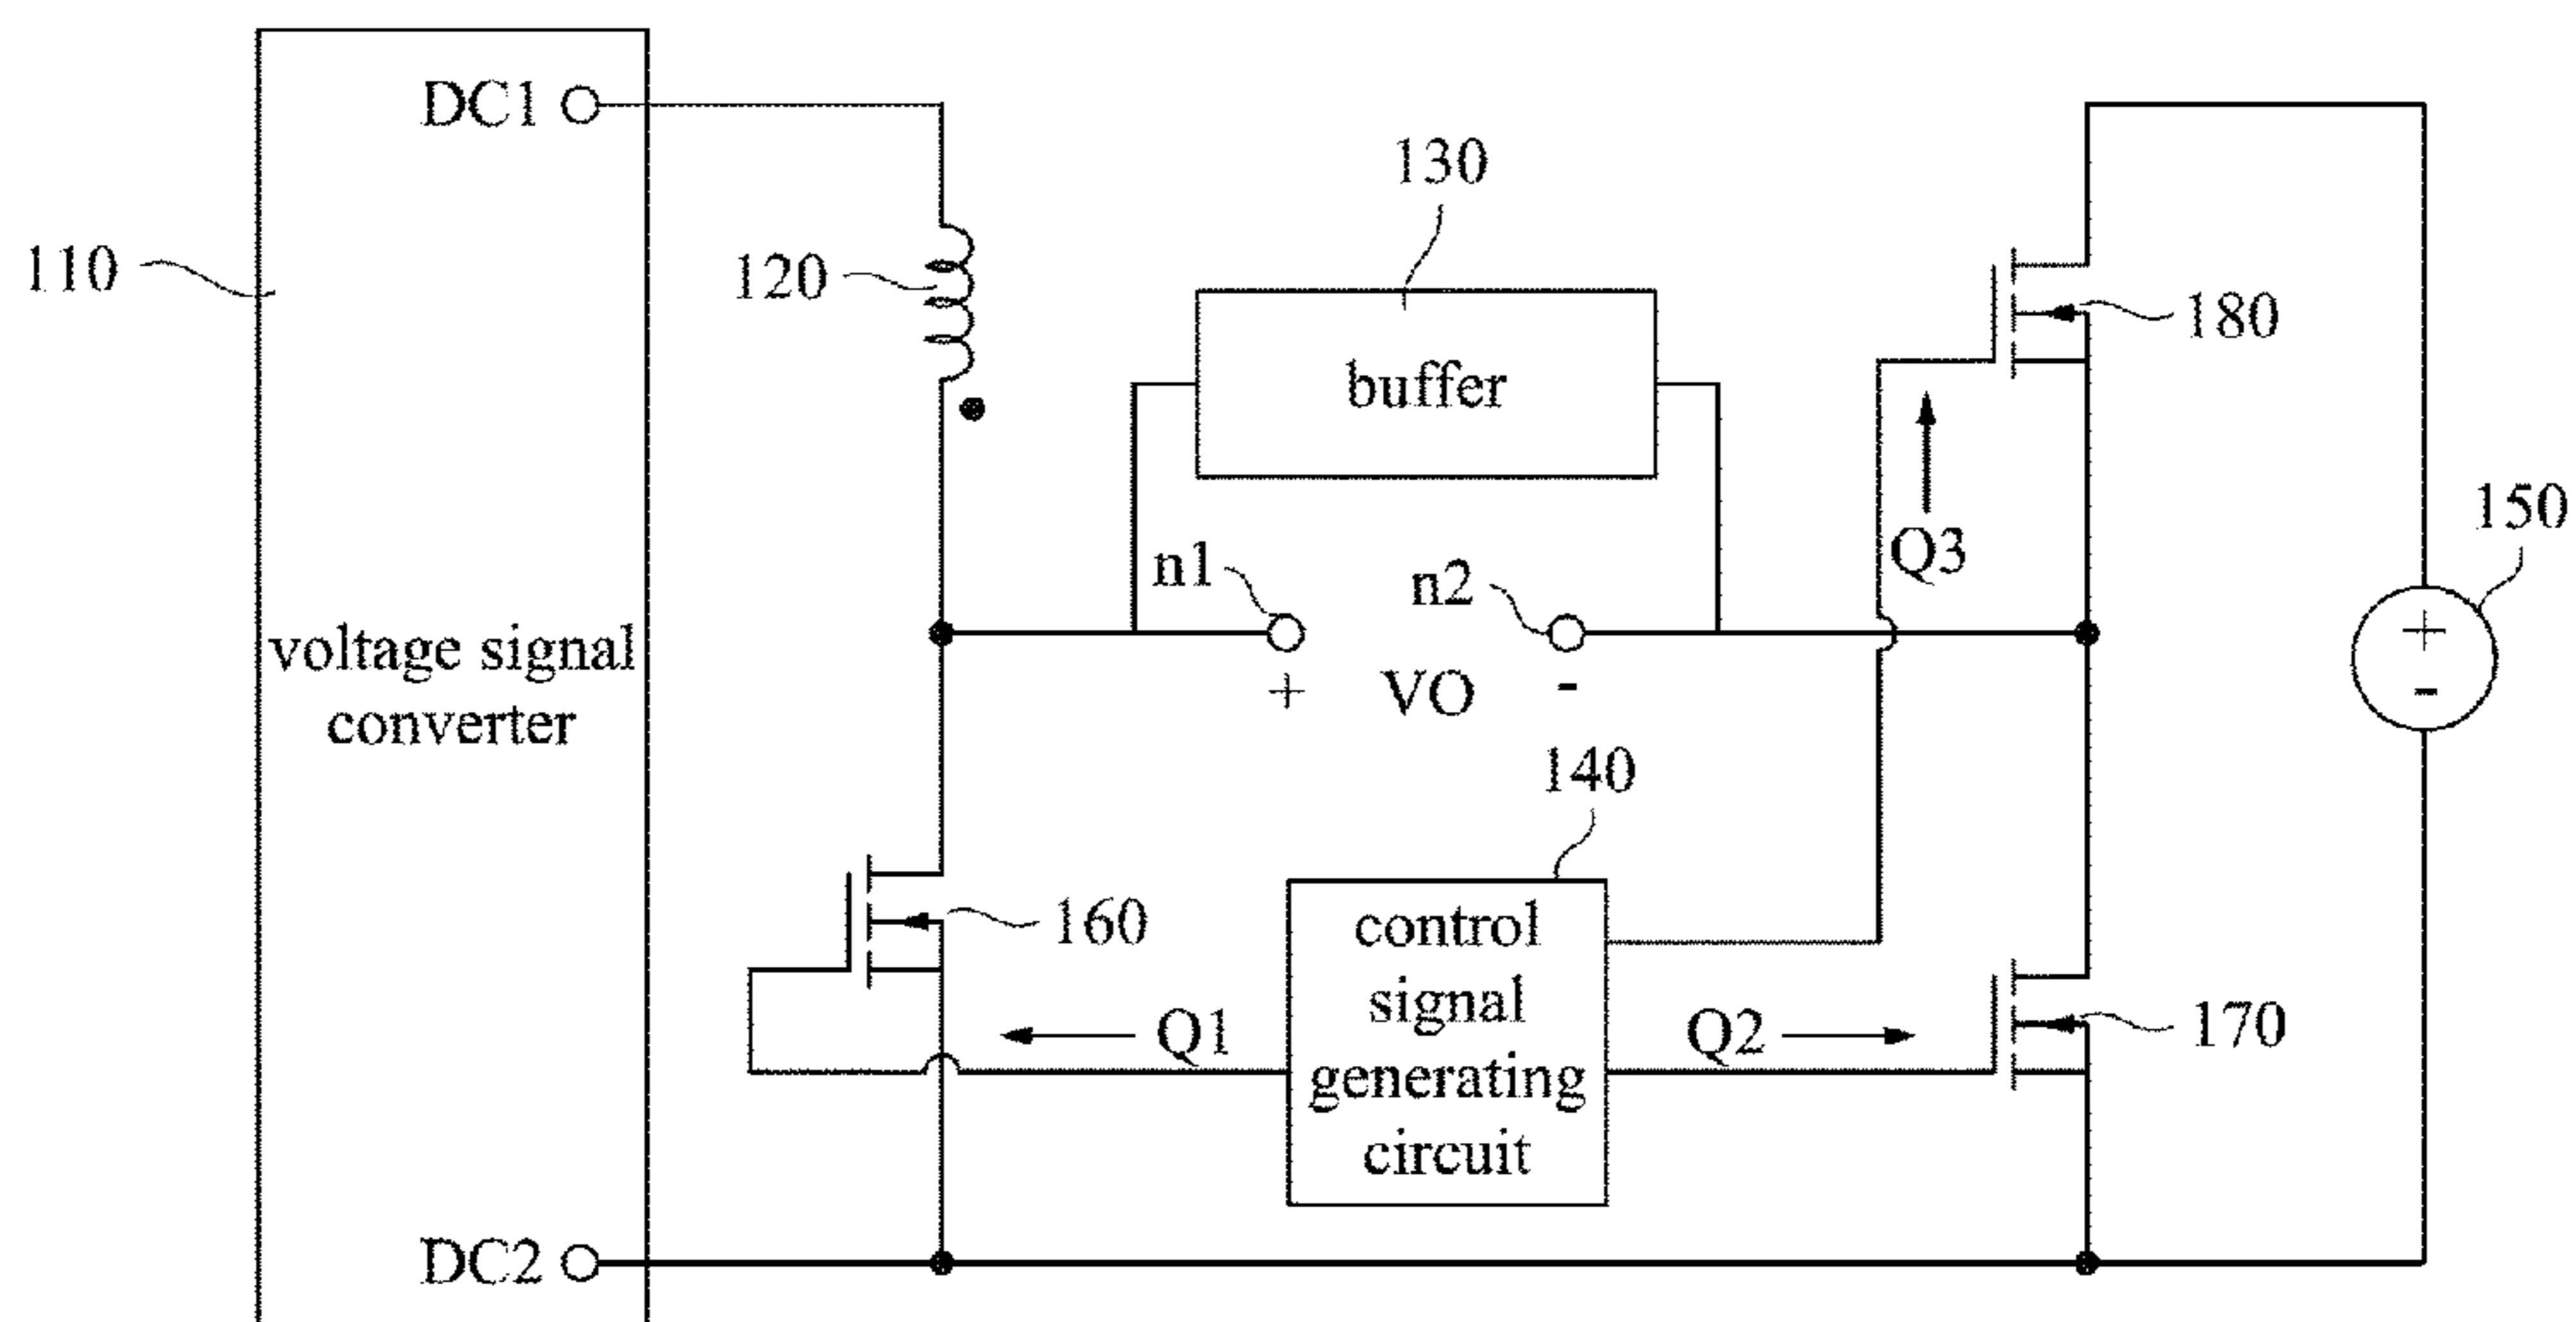 DC1
130
110
120
180
buffer
150
n1
n2
Q3
voltage signal
converter
+ VO -
+
-
140
160
control
signal
generating
circuit
Q1
Q2
170
DC2